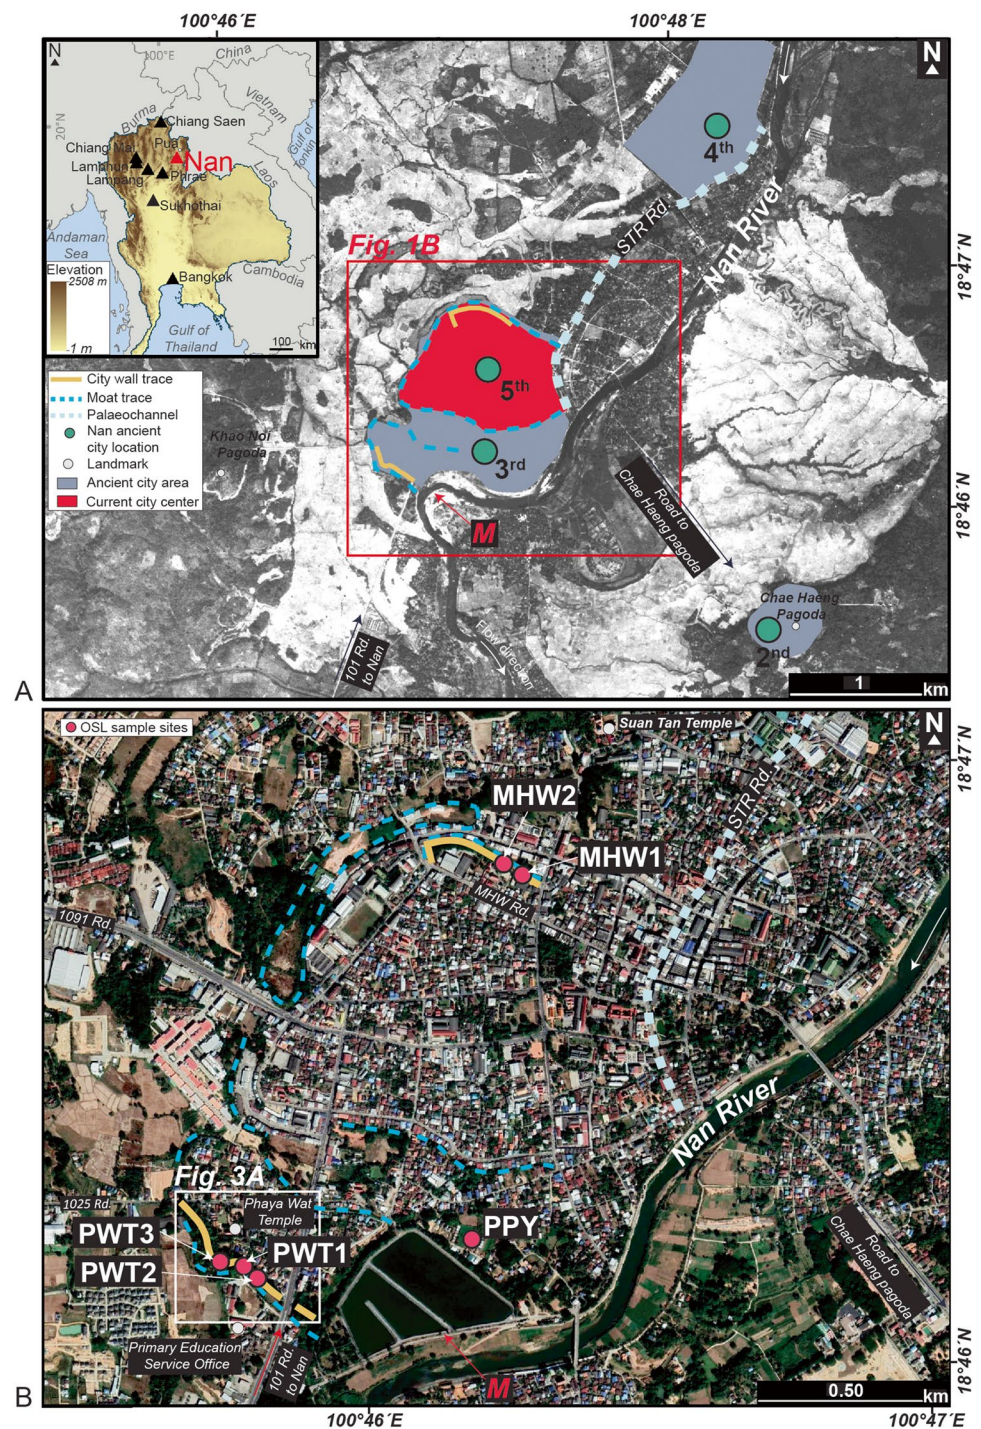 100°46´E
100°48´E
N
N
100°E
China
Burma
Vietnam
20°N
Chiang Saen
Gulf of
Tonkin
Pua
Chiang Mai
Nan
Lamphun
Phrae
Lampang
Laos
Sukhothai
Andaman
Sea
Cambodia
Bangkok
Elevation
2508 m
-1 m
Gulf of
Thailand
100
km
4th
STR Rd.
Nan River
18°47´N
Fig. 1B
5th
3rd
City wall trace
Moat trace
Palaeochannel
Nan ancient
city location
Landmark
Ancient city area
Current city center
Khao Noi
Pagoda
18°46´N
M
Road to
Chae Haeng pagoda
Chae Haeng
Pagoda
2nd
Flow direction
101 Rd.
to Nan
1
km
A
OSL sample sites
Suan Tan Temple
N
18°47´N
STR Rd.
MHW2
MHW1
MHW Rd.
1091 Rd.
Nan River
Fig. 3A
1025 Rd.
Phaya Wat
Temple
PWT3
PWT1
PWT2
PPY
Road to
Chae Haeng pagoda
Primary Education
Service Office
101 Rd.
to Nan
M
18°46´N
0.50
km
B
100°46´E
100°47´E